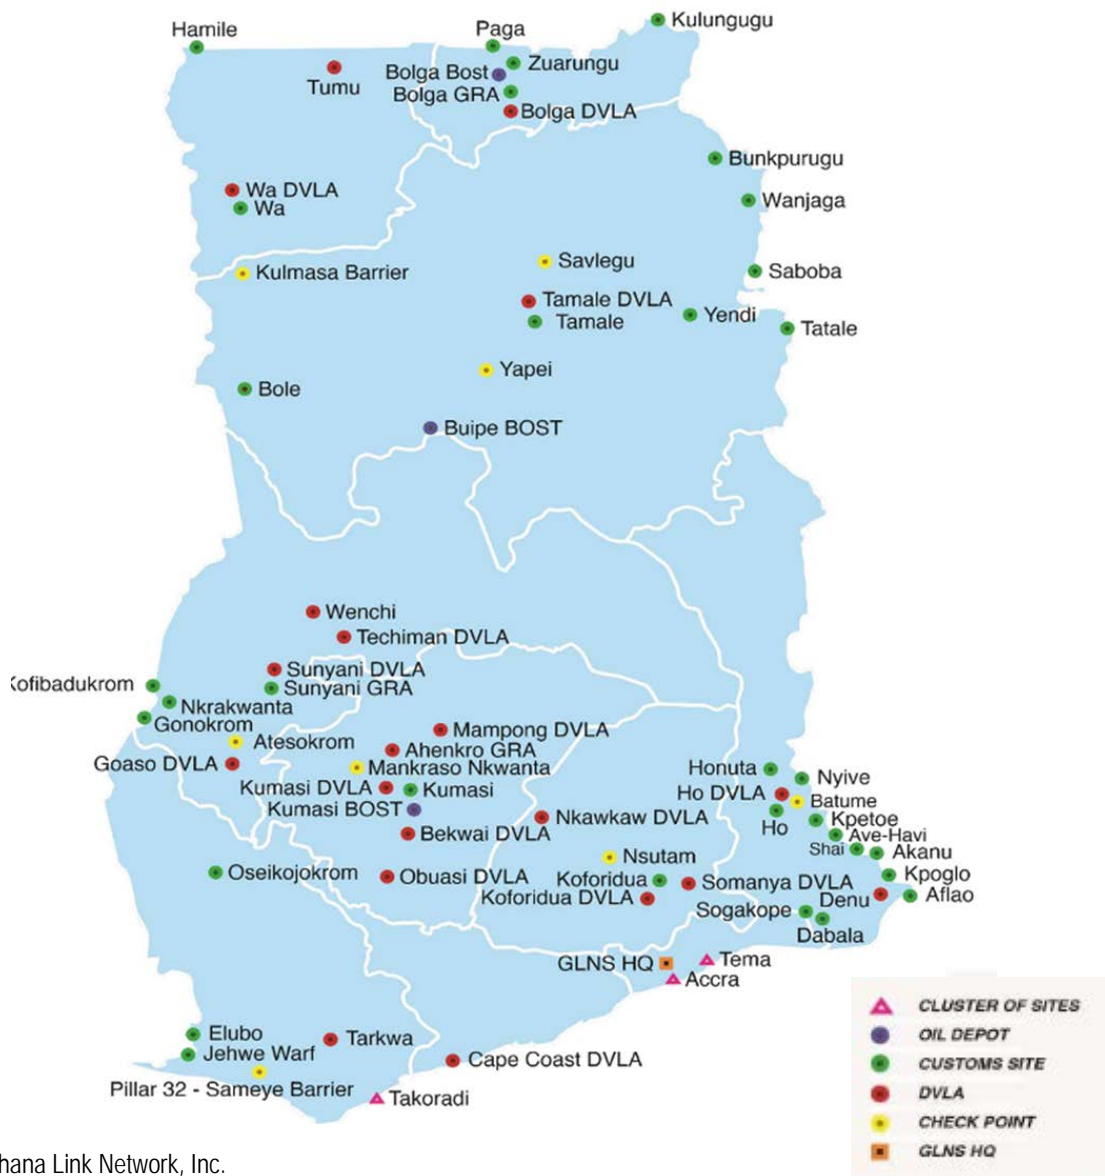 Kulungugu
Hamile
Paga
Zuarungu
Bolga Bost
Tumu
Bolga GRA
Bolga DVLA
Bunkpurugu
Wa DVLA
Wanjaga
Wa
Savlegu
Kulmasa Barrier
Saboba
Tamale DVLA
Yendi
Tamale
Tatale
Yapei
Bole
Buipe BOST
Wenchi
Techiman DVLA
Sunyani DVLA
Kofibadukrom
Sunyani GRA
Nkrakwanta
Gonokrom
Mampong DVLA
Atesokrom
Ahenkro GRA
Goaso DVLA
Mankraso Nkwanta
Honuta
Nyive
Kumasi DVLA
Kumasi
Ho DVLA
Batume
Kumasi BOST
Nkawkaw DVLA
Kpetoe
Ho
Bekwai DVLA
Ave-Havi
Shai
Akanu
Nsutam
Oseikojokrom
Obuasi DVLA
Koforidua
Somanya DVLA
Kpoglo
Koforidua DVLA
Denu
Aflao
Sogakope
Dabala
GLNS HQ
Tema
Accra
Elubo
Tarkwa
Jehwe Warf
Cape Coast DVLA
Pillar 32 - Sameye Barrier
Takoradi
CLUSTER OF SITES
OIL DEPOT
CUSTOMS SITE
DVLA
CHECK POINT
GLNS HQ
hana Link Network, Inc.